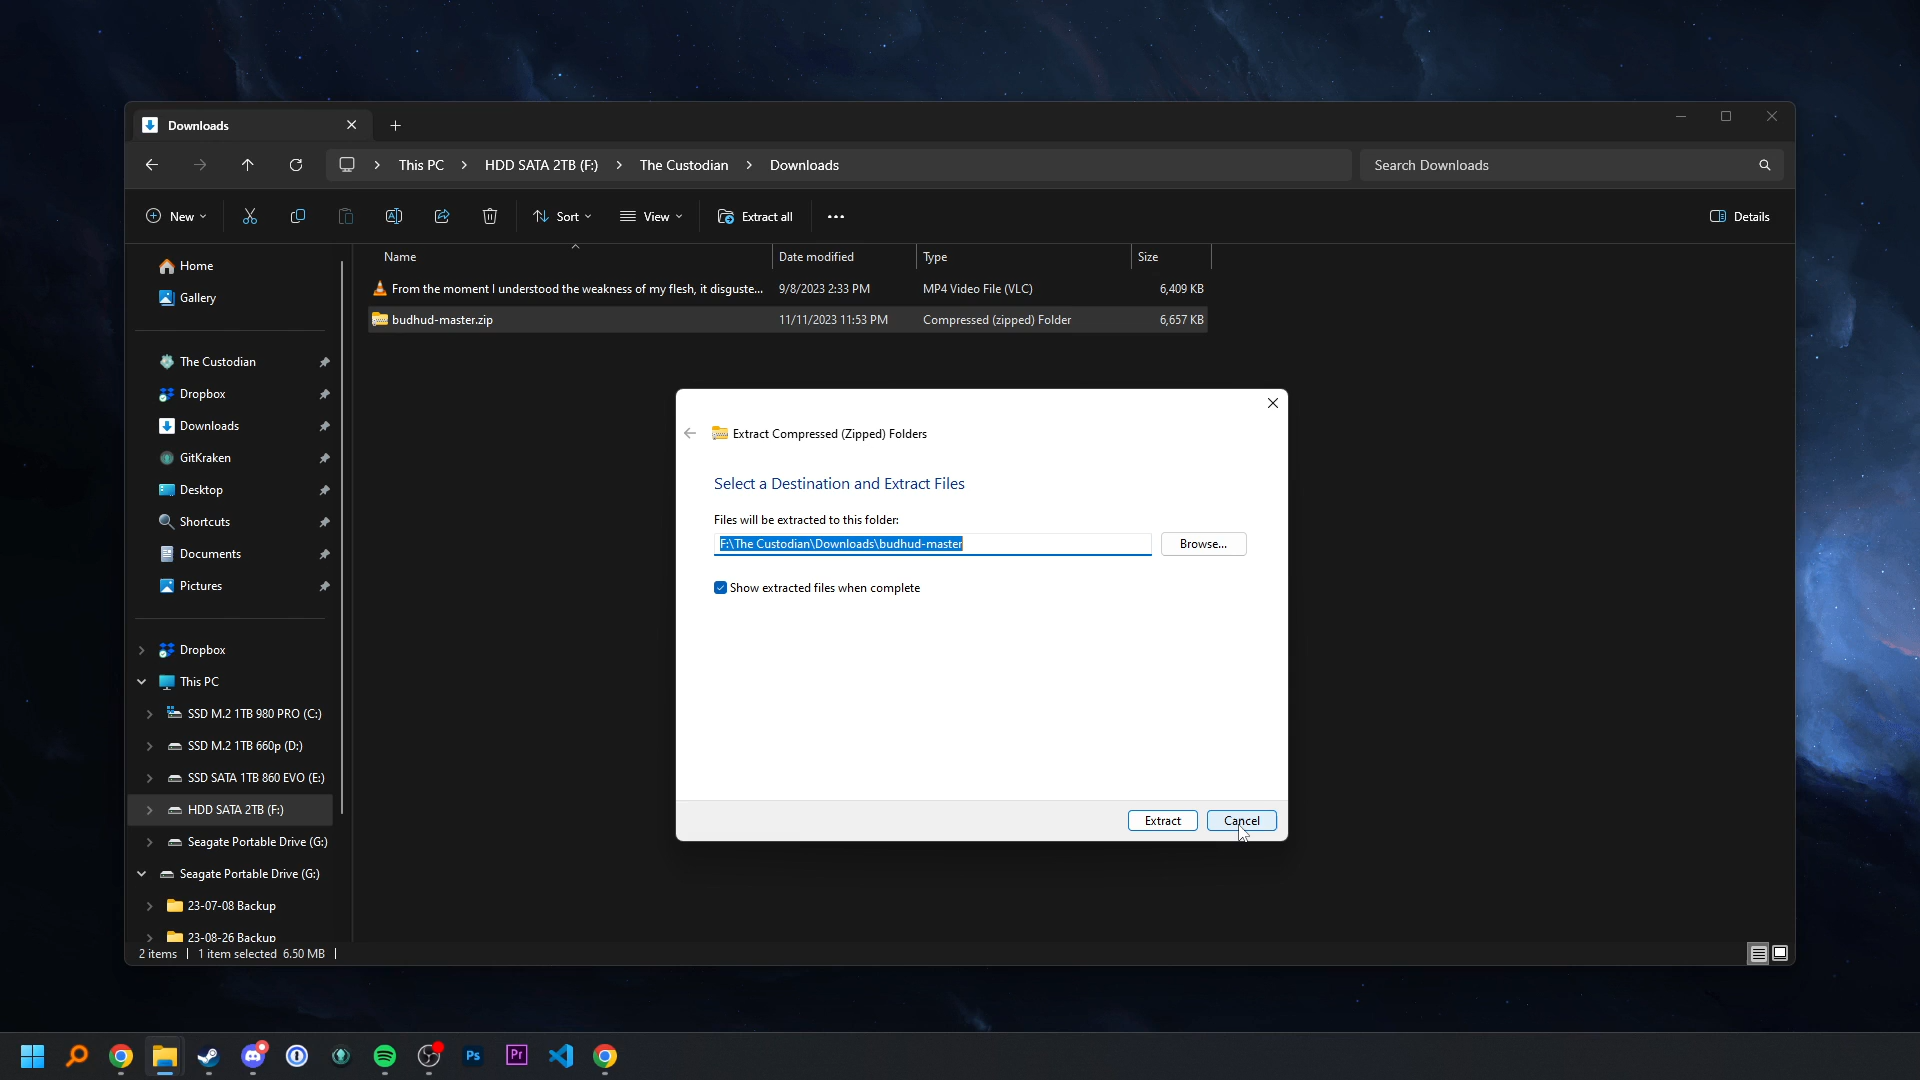 Downloads
This PC > HDD SATA 2TB (F:) > The Custodian > Downloads
Search Downloads
New
Sort
View
Extract all
Details
Name Date modified Type Size
From the moment I understood the weakness of my flesh, it disguste... 9/8/2023 2:33 PM MP4 Video File (VLC) 6,409 KB
budhud-master.zip 11/11/2023 11:53 PM Compressed (zipped) Folder 6,657 KB
Home
Gallery
The Custodian
Dropbox
Downloads
GitKraken
Desktop
Shortcuts
Documents
Pictures
Dropbox
This PC
SSD M.2 1TB 980 PRO (C:)
SSD M.2 1TB 660p (D:)
SSD SATA 1TB 860 EVO (E:)
HDD SATA 2TB (F:)
Seagate Portable Drive (G:)
Seagate Portable Drive (G:)
23-07-08 Backup
23-08-26 Backup
Extract Compressed (Zipped) Folders
Select a Destination and Extract Files
Files will be extracted to this folder:
F:\The Custodian\Downloads\budhud-master
Browse...
Show extracted files when complete
Extract
Cancel
2 items | 1 item selected 6.50 MB |
Ps
Pr